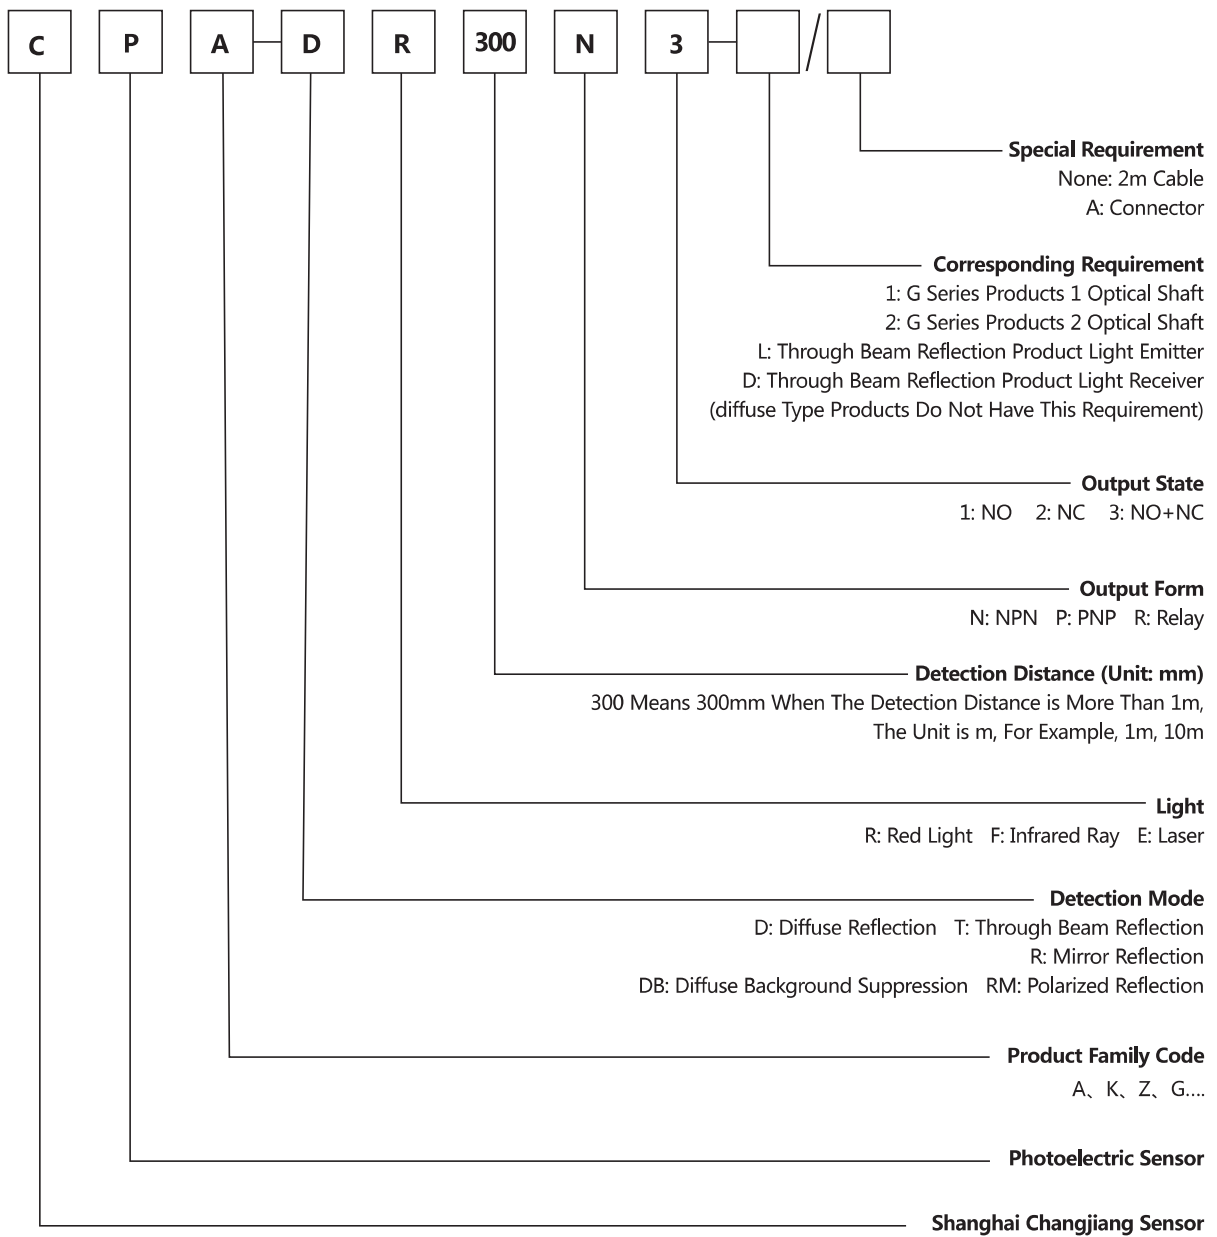 C P A D R 300 N 3 /
Special Requirement
None: 2m Cable
A: Connector
Corresponding Requirement
1: G Series Products 1 Optical Shaft
2: G Series Products 2 Optical Shaft
L: Through Beam Reflection Product Light Emitter
D: Through Beam Reflection Product Light Receiver
(diffuse Type Products Do Not Have This Requirement)
Output State
1: NO 2: NC 3: NO+NC
Output Form
N: NPN P: PNP R: Relay
Detection Distance (Unit: mm)
300 Means 300mm When The Detection Distance is More Than 1m,
The Unit is m, For Example, 1m, 10m
Light
R: Red Light F: Infrared Ray E: Laser
Detection Mode
D: Diffuse Reflection T: Through Beam Reflection
R: Mirror Reflection
DB: Diffuse Background Suppression RM: Polarized Reflection
Product Family Code
A、K、Z、G....
Photoelectric Sensor
Shanghai Changjiang Sensor